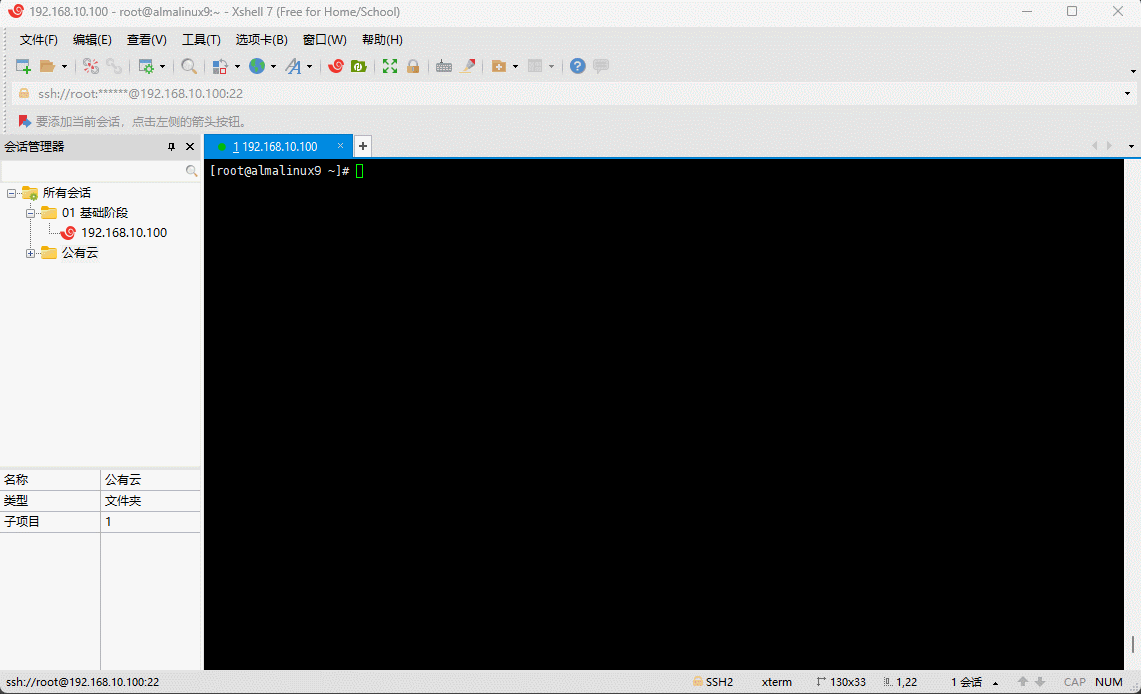 192.168.10.100 - root@almalinux9:~ - Xshell 7 (Free for Home/School)
文件(F) 编辑(E) 查看(V) 工具(T) 选项卡(B) 窗口(W) 帮助(H)
ssh://root:******@192.168.10.100:22
要添加当前会话，点击左侧的箭头按钮。
会话管理器
1 192.168.10.100
[root@almalinux9 ~]#
所有会话
01 基础阶段
192.168.10.100
公有云
名称 公有云
类型 文件夹
子项目 1
ssh://root@192.168.10.100:22 SSH2 xterm 130x33 1,22 1 会话 CAP NUM